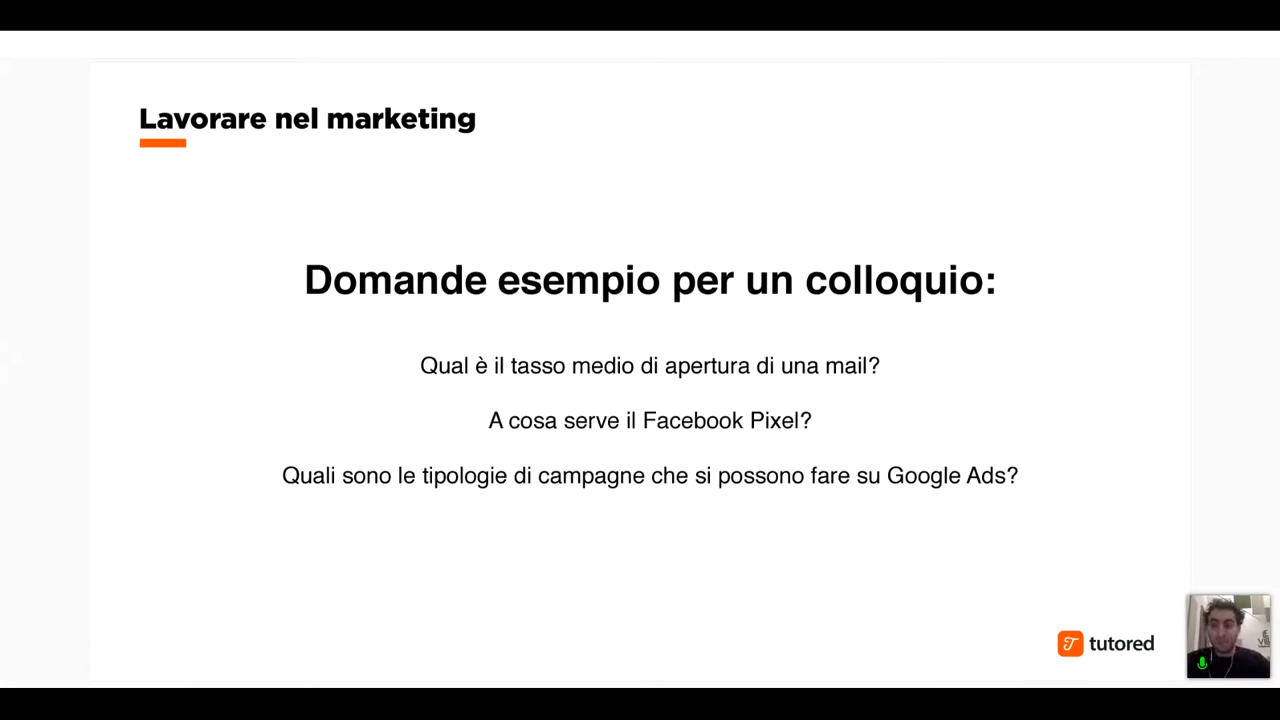 Lavorare nel marketing
Domande esempio per un colloquio:
Qual è il tasso medio di apertura di una mail?
A cosa serve il Facebook Pixel?
Quali sono le tipologie di campagne che si possono fare su Google Ads?
tutored